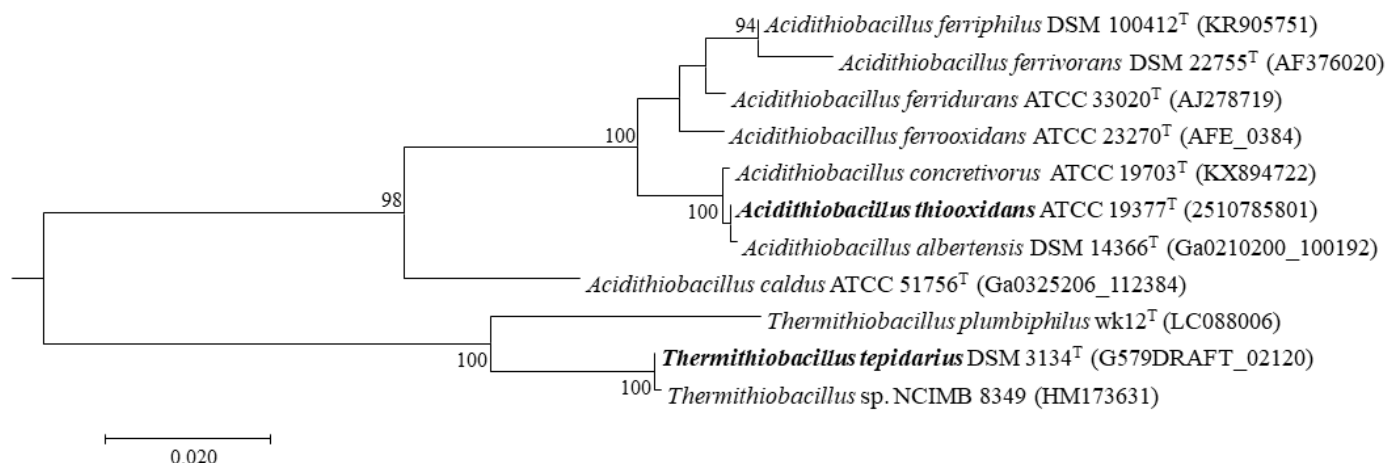 94 Acidithiobacillus ferriphilus DSM 100412ᵀ (KR905751)
Acidithiobacillus ferrivorans DSM 22755ᵀ (AF376020)
Acidithiobacillus ferridurans ATCC 33020ᵀ (AJ278719)
100 Acidithiobacillus ferrooxidans ATCC 23270ᵀ (AFE_0384)
Acidithiobacillus concretivorus ATCC 19703ᵀ (KX894722)
98
100 Acidithiobacillus thiooxidans ATCC 19377ᵀ (2510785801)
Acidithiobacillus albertensis DSM 14366ᵀ (Ga0210200_100192)
Acidithiobacillus caldus ATCC 51756ᵀ (Ga0325206_112384)
Thermithiobacillus plumbiphilus wk12ᵀ (LC088006)
100 Thermithiobacillus tepidarius DSM 3134ᵀ (G579DRAFT_02120)
100 Thermithiobacillus sp. NCIMB 8349 (HM173631)
0.020